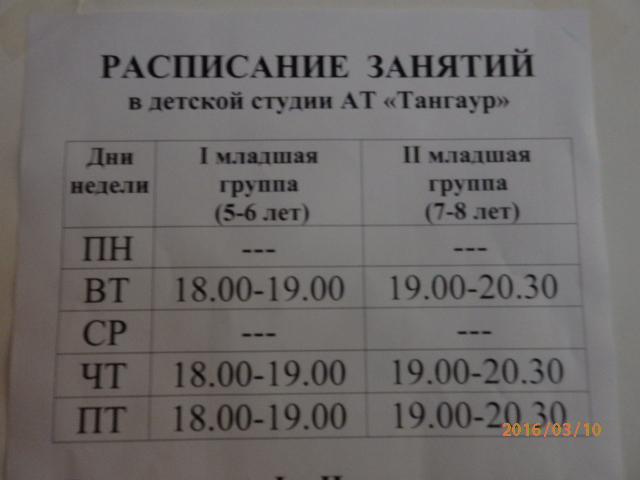 РАСПИСАНИЕ ЗАНЯТИЙ
в детской студии АТ «Тангаур»
Дни недели I младшая группа (5-6 лет) II младшая группа (7-8 лет)
ПН --- ---
ВТ 18.00-19.00 19.00-20.30
СР --- ---
ЧТ 18.00-19.00 19.00-20.30
ПТ 18.00-19.00 19.00-20.30
2016/03/10